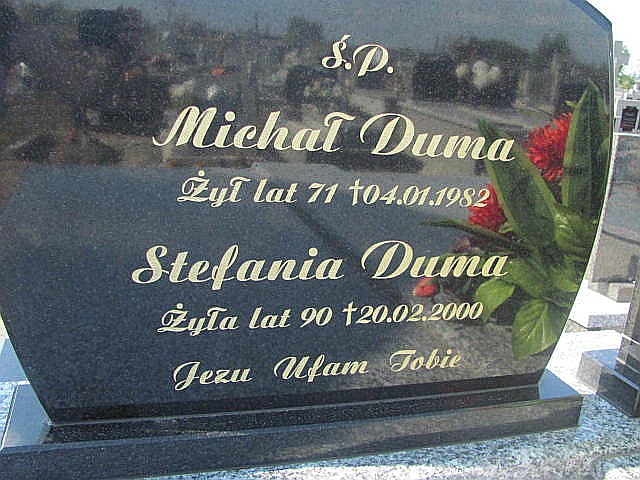 Ś.P.
Michał Duma
Żył lat 71 †04.01.1982
Stefania Duma
Żyła lat 90 †20.02.2000
Jezu Ufam Tobie